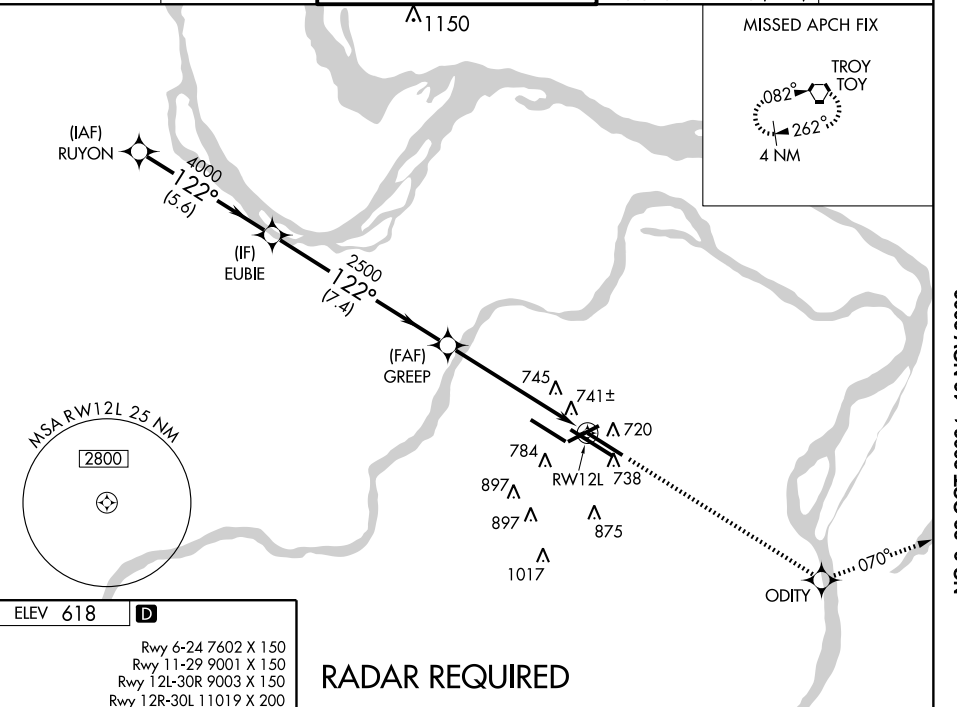 1150
MISSED APCH FIX
TROY
TOY
082°
262°
4 NM
(IAF)
RUYON
4000
122°
(5.6)
(IF)
EUBIE
2500
122°
(7.4)
(FAF)
GREEP
745
741±
720
784
RW12L
738
897
897
875
1017
MSA RW12L 25 NM
2800
070°
ODITY
ELEV 618
D
Rwy 6-24 7602 X 150
Rwy 11-29 9001 X 150
Rwy 12L-30R 9003 X 150
Rwy 12R-30L 11019 X 200
RADAR REQUIRED